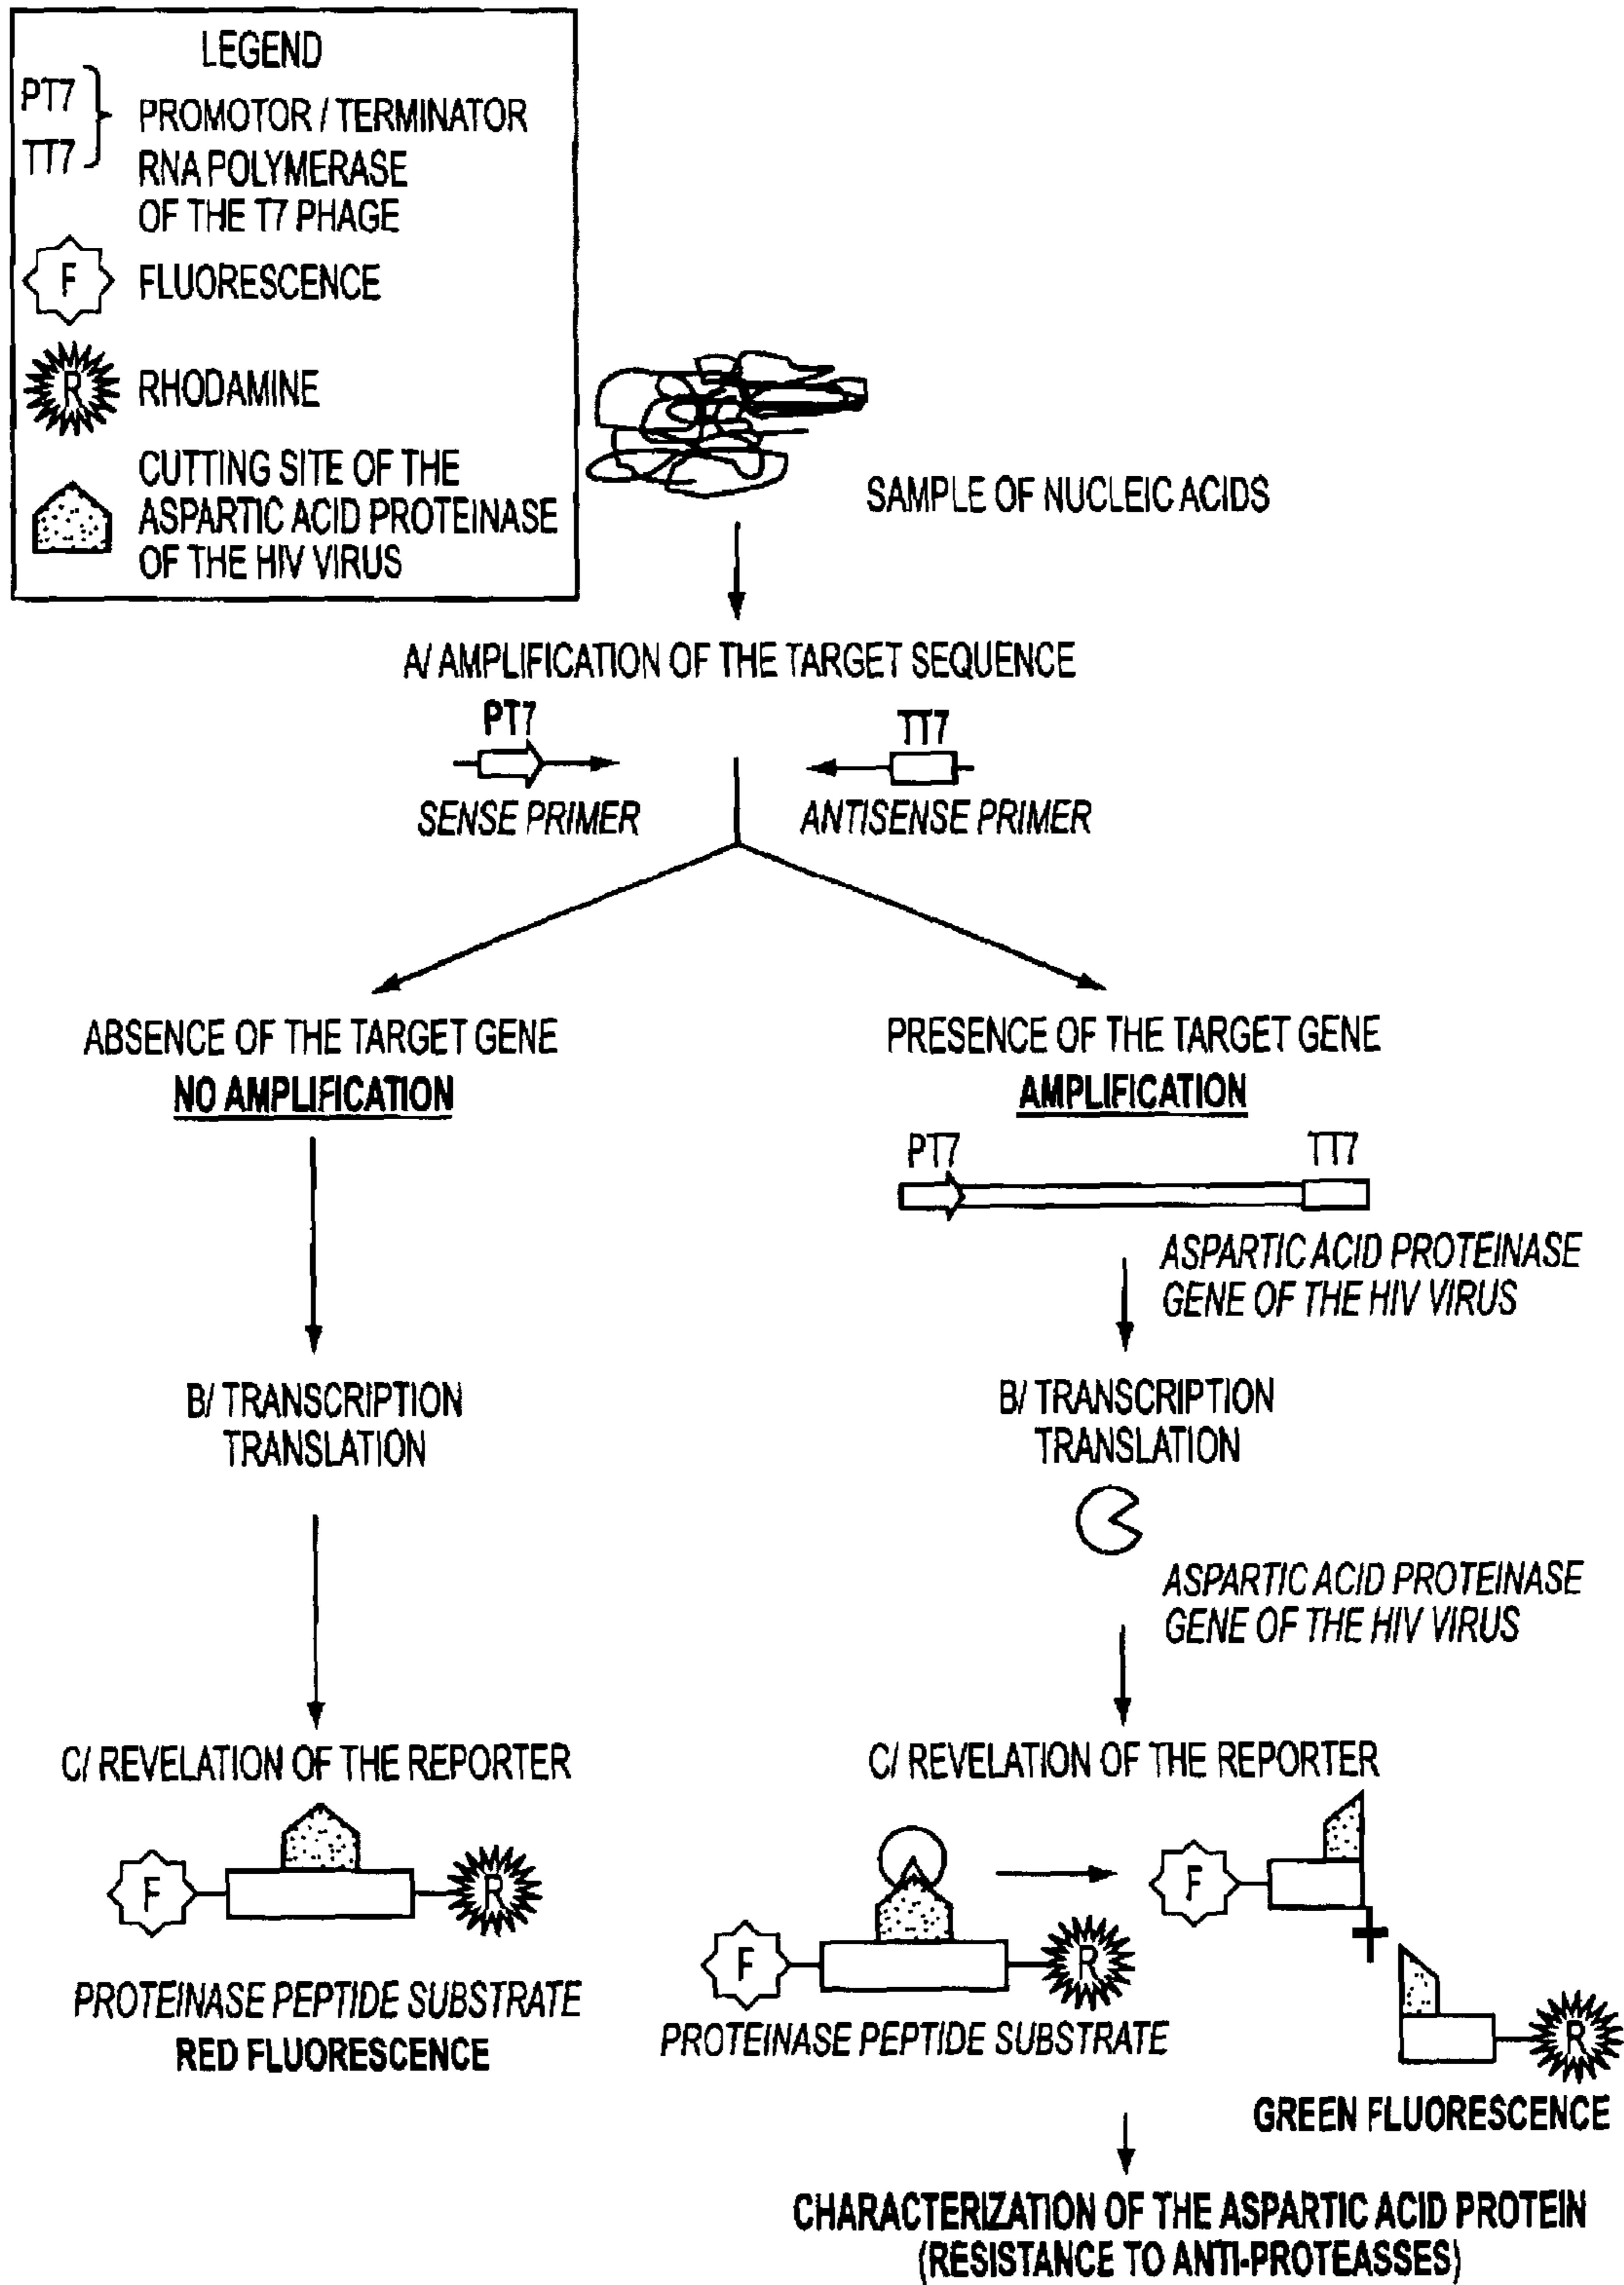 LEGEND
PT7
TT7
PROMOTOR / TERMINATOR
RNA POLYMERASE
OF THE T7 PHAGE
F
FLUORESCENCE
R
RHODAMINE
CUTTING SITE OF THE
ASPARTIC ACID PROTEINASE
OF THE HIV VIRUS
SAMPLE OF NUCLEIC ACIDS
A/ AMPLIFICATION OF THE TARGET SEQUENCE
PT7
SENSE PRIMER
TT7
ANTISENSE PRIMER
ABSENCE OF THE TARGET GENE
NO AMPLIFICATION
B/ TRANSCRIPTION
TRANSLATION
C/ REVELATION OF THE REPORTER
F
R
PROTEINASE PEPTIDE SUBSTRATE
RED FLUORESCENCE
PRESENCE OF THE TARGET GENE
AMPLIFICATION
PT7
TT7
ASPARTIC ACID PROTEINASE
GENE OF THE HIV VIRUS
B/ TRANSCRIPTION
TRANSLATION
ASPARTIC ACID PROTEINASE
GENE OF THE HIV VIRUS
C/ REVELATION OF THE REPORTER
F
R
PROTEINASE PEPTIDE SUBSTRATE
F
+
R
GREEN FLUORESCENCE
CHARACTERIZATION OF THE ASPARTIC ACID PROTEIN
(RESISTANCE TO ANTI-PROTEASSES)